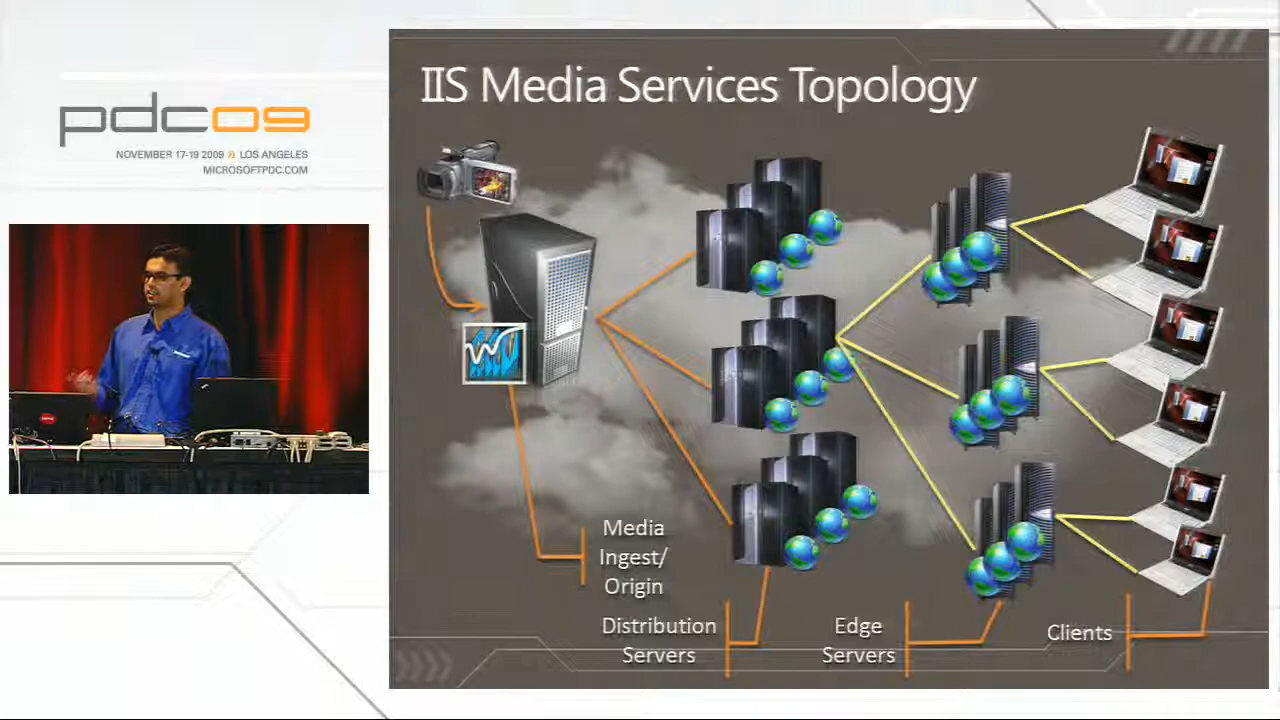 pdc09
NOVEMBER 17-19 2009 » LOS ANGELES
MICROSOFTPDC.COM
IIS Media Services Topology
Media
Ingest/
Origin
Distribution
Servers
Edge
Servers
Clients